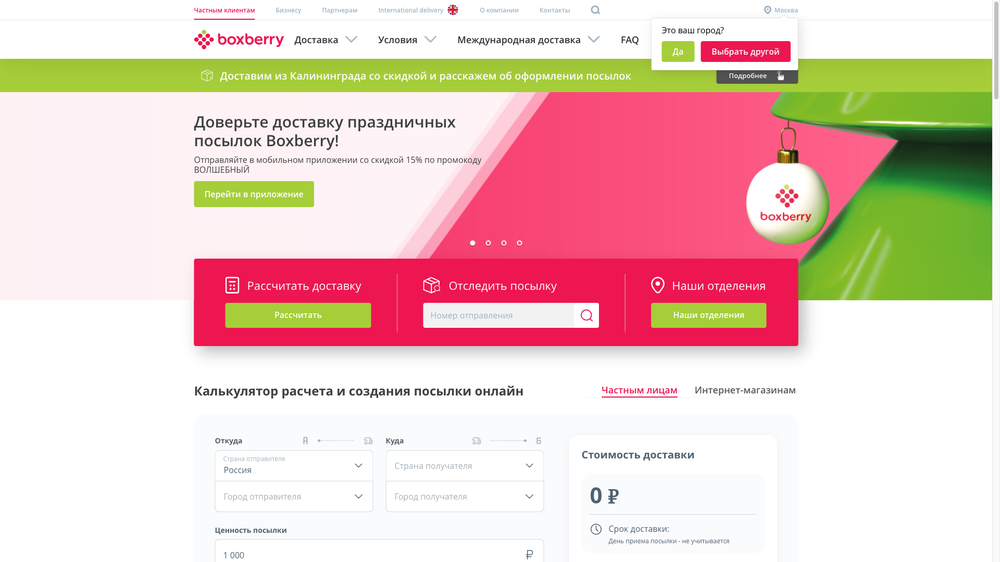 Частным клиентам Бизнесу Партнерам International delivery О компании Контакты Москва
boxberry Доставка Условия Международная доставка FAQ
Это ваш город?
Да Выбрать другой
Доставим из Калининграда со скидкой и расскажем об оформлении посылок Подробнее
Доверьте доставку праздничных
посылок Boxberry!
Отправляйте в мобильном приложении со скидкой 15% по промокоду
ВОЛШЕБНЫЙ
Перейти в приложение
boxberry
Рассчитать доставку Отследить посылку Наши отделения
Рассчитать Номер отправления Наши отделения
Калькулятор расчета и создания посылки онлайн Частным лицам Интернет-магазинам
Откуда А Куда Б
Страна отправителя
Россия Страна получателя
Город отправителя Город получателя
Ценность посылки
1 000 ₽
Стоимость доставки
0 ₽
Срок доставки:
День приема посылки - не учитывается